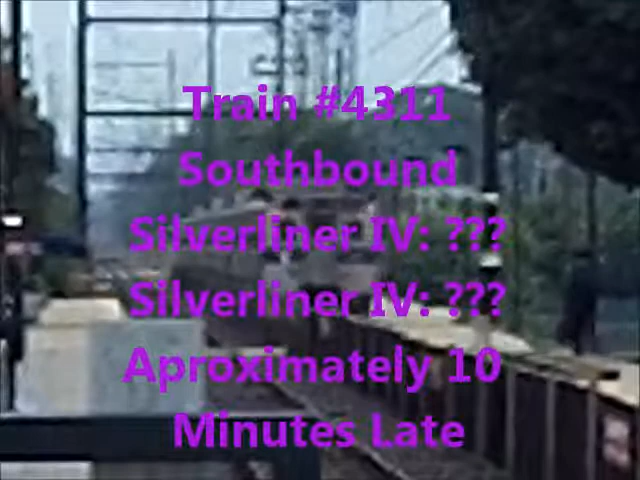 Train #4311
Southbound
Silverliner IV: ???
Silverliner IV: ???
Aproximately 10
Minutes Late